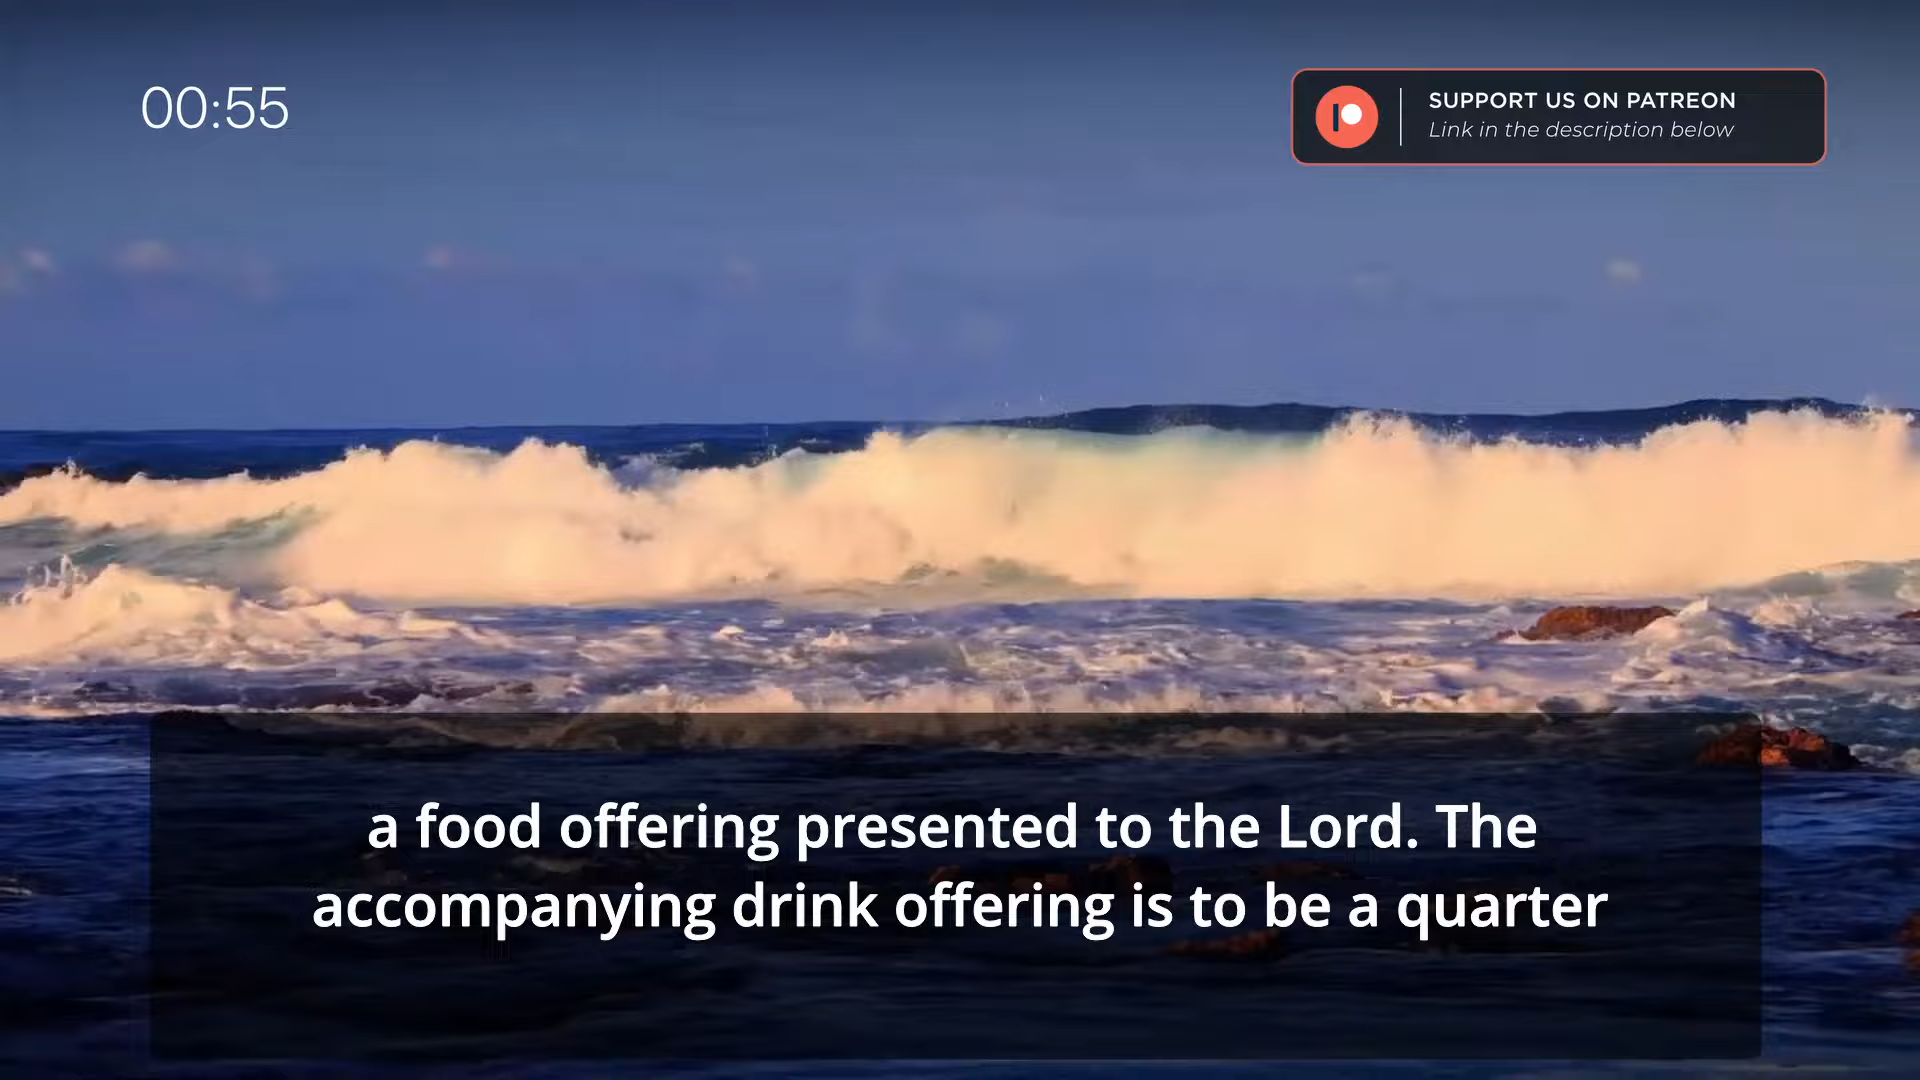 00:55
SUPPORT US ON PATREON
Link in the description below
a food offering presented to the Lord. The
accompanying drink offering is to be a quarter